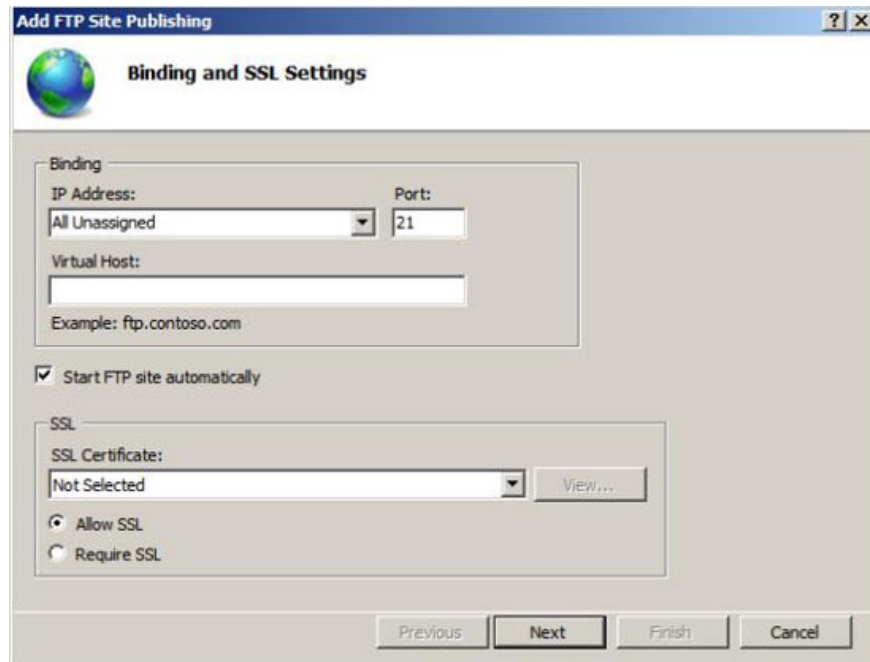 Add FTP Site Publishing
Binding and SSL Settings
Binding
IP Address: Port:
All Unassigned 21
Virtual Host:
Example: ftp.contoso.com
Start FTP site automatically
SSL
SSL Certificate:
Not Selected View...
Allow SSL
Require SSL
Previous Next Finish Cancel